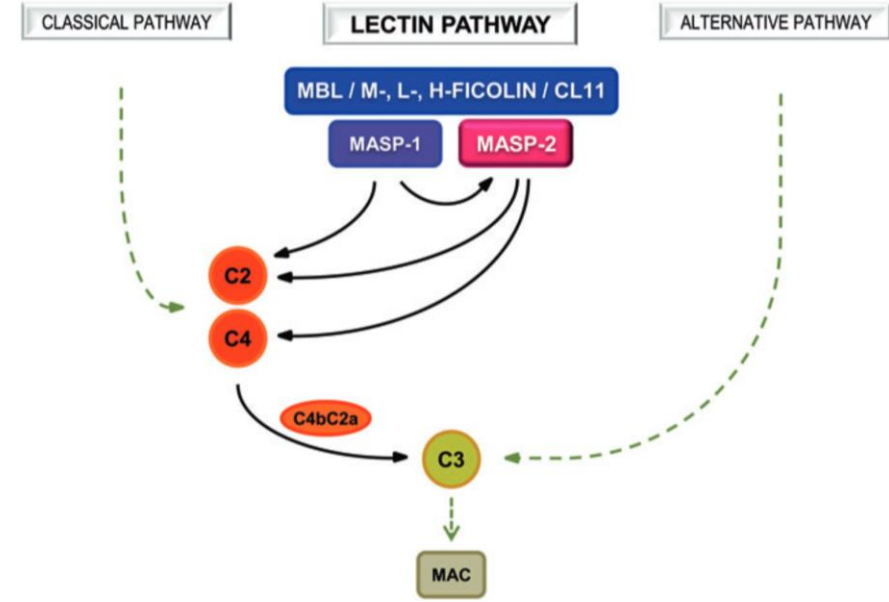 CLASSICAL PATHWAY
LECTIN PATHWAY
ALTERNATIVE PATHWAY
MBL / M-, L-, H-FICOLIN / CL11
MASP-1
MASP-2
C2
C4
C4bC2a
C3
MAC